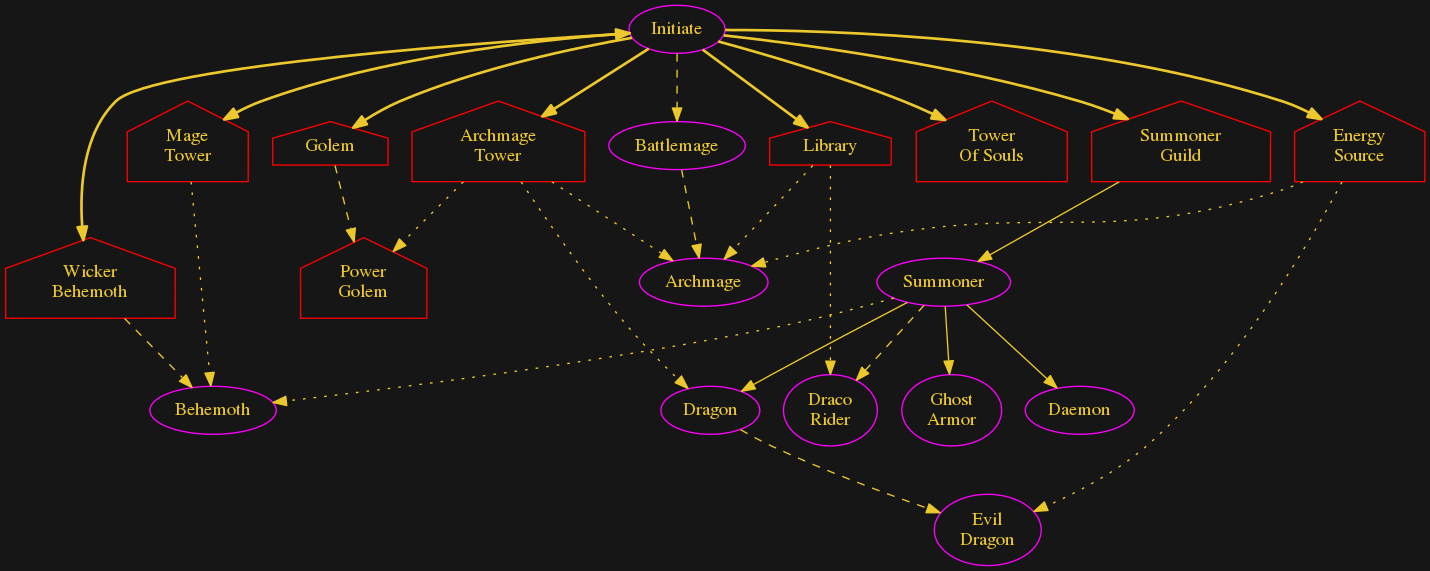 Initiate
Mage
Tower
Golem
Archmage
Tower
Battlemage
Library
Tower
Of Souls
Summoner
Guild
Energy
Source
Wicker
Behemoth
Power
Golem
Archmage
Summoner
Behemoth
Dragon
Draco
Rider
Ghost
Armor
Daemon
Evil
Dragon